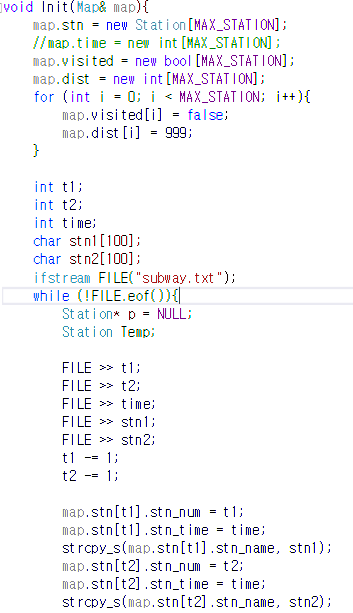 void Init(Map& map){
map.stn = new Station[MAX_STATION];
//map.time = new int[MAX_STATION];
map.visited = new bool[MAX_STATION];
map.dist = new int[MAX_STATION];
for (int i = 0; i < MAX_STATION; i++){
map.visited[i] = false;
map.dist[i] = 999;
}
int t1;
int t2;
int time;
char stn1[100];
char stn2[100];
ifstream FILE("subway.txt");
while (!FILE.eof()){
Station* p = NULL;
Station Temp;
FILE >> t1;
FILE >> t2;
FILE >> time;
FILE >> stn1;
FILE >> stn2;
t1 -= 1;
t2 -= 1;
map.stn[t1].stn_num = t1;
map.stn[t1].stn_time = time;
strcpy_s(map.stn[t1].stn_name, stn1);
map.stn[t2].stn_num = t2;
map.stn[t2].stn_time = time;
strcpy_s(map.stn[t2].stn_name, stn2);